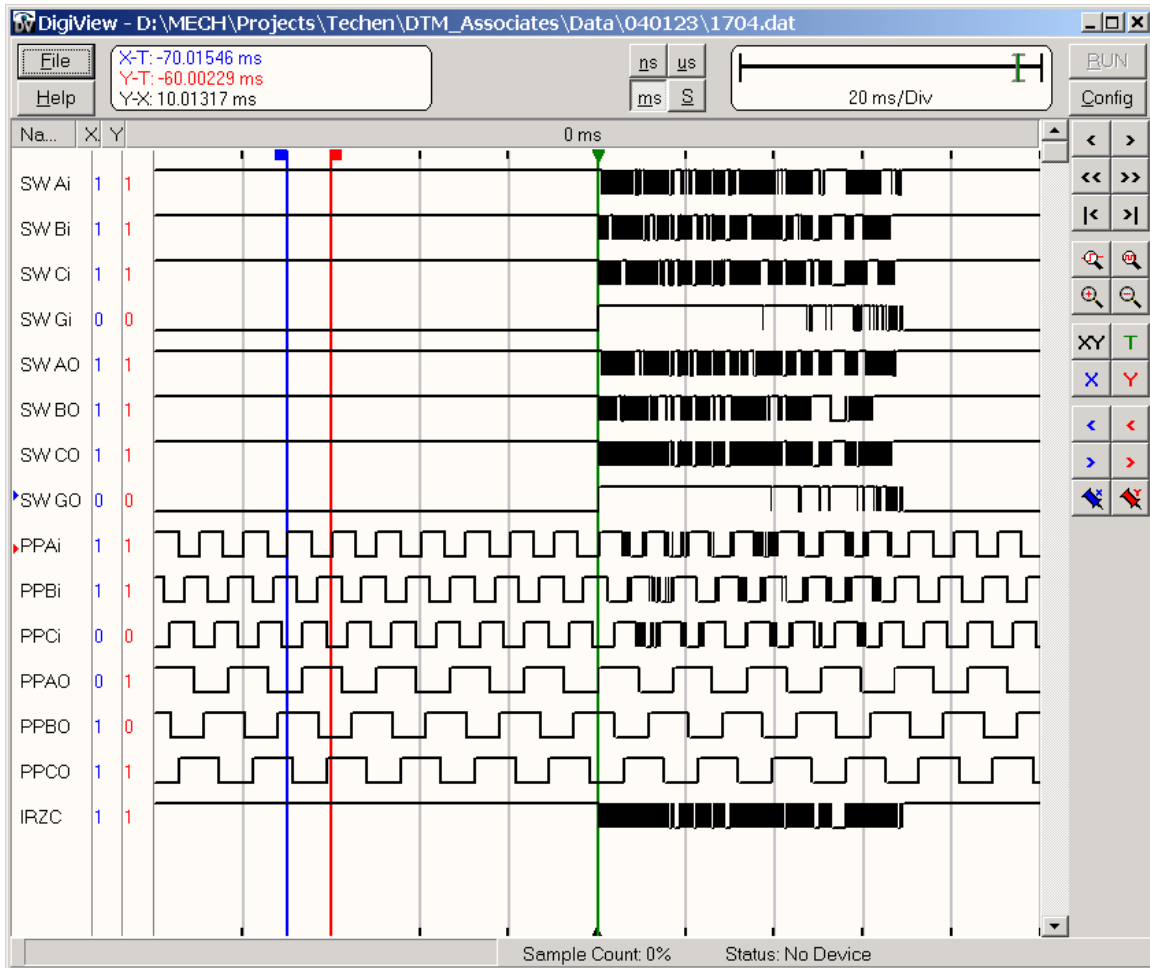 DigiView - D:\MECH\Projects\Techen\DTM_Associates\Data\040123\1704.dat
File
Help
X-T: -70.01546 ms
Y-T: -60.00229 ms
Y-X: 10.01317 ms
ns us
ms S
20 ms/Div
RUN
Config
Na... X Y 0 ms
SW Ai 1 1
SW Bi 1 1
SW Ci 1 1
SW Gi 0 0
SW AO 1 1
SW BO 1 1
SW CO 1 1
SW GO 0 0
PPAi 1 1
PPBi 1 1
PPCi 0 0
PPAO 0 1
PPBO 1 0
PPCO 1 1
IRZC 1 1
< >
<< >>
|< >|
XY T
X Y
< <
> >
X Y
Sample Count: 0% Status: No Device